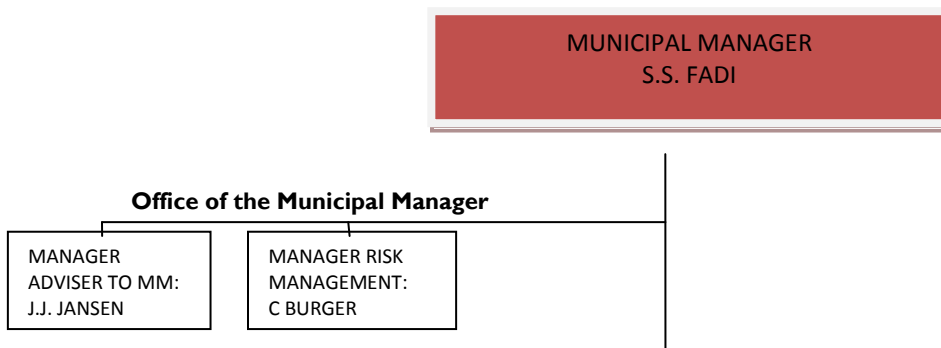 MUNICIPAL MANAGER
S.S. FADI
Office of the Municipal Manager
MANAGER
ADVISER TO MM:
J.J. JANSEN
MANAGER RISK
MANAGEMENT:
C BURGER